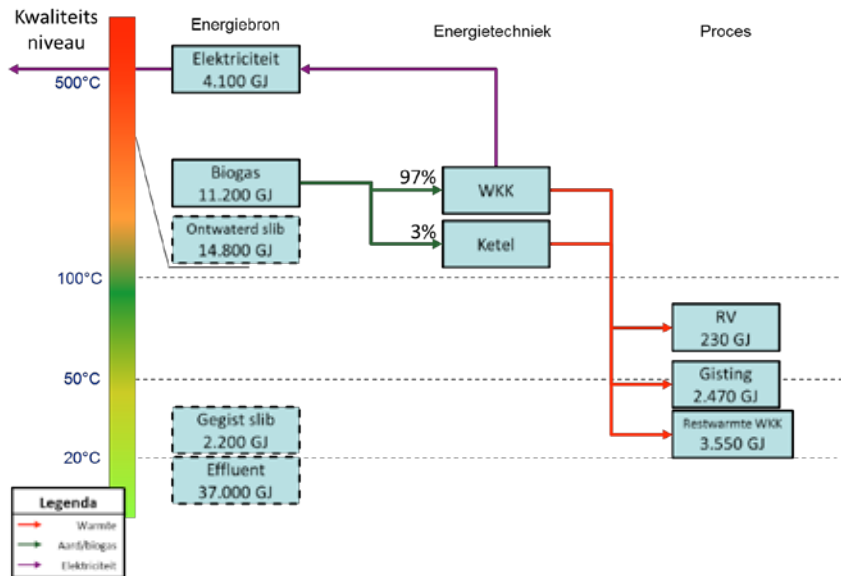 Kwaliteits
niveau
Energiebron
Energietechniek
Proces
Elektriciteit
4.100 GJ
500°C
Biogas
11.200 GJ
97%
WKK
Ontwaterd slib
14.800 GJ
3%
Ketel
100°C
RV
230 GJ
50°C
Gisting
2.470 GJ
Gegist slib
2.200 GJ
Restwarmte WKK
3.550 GJ
20°C
Effluent
37.000 GJ
Legenda
Warmte
Aard/biogas
Elektriciteit